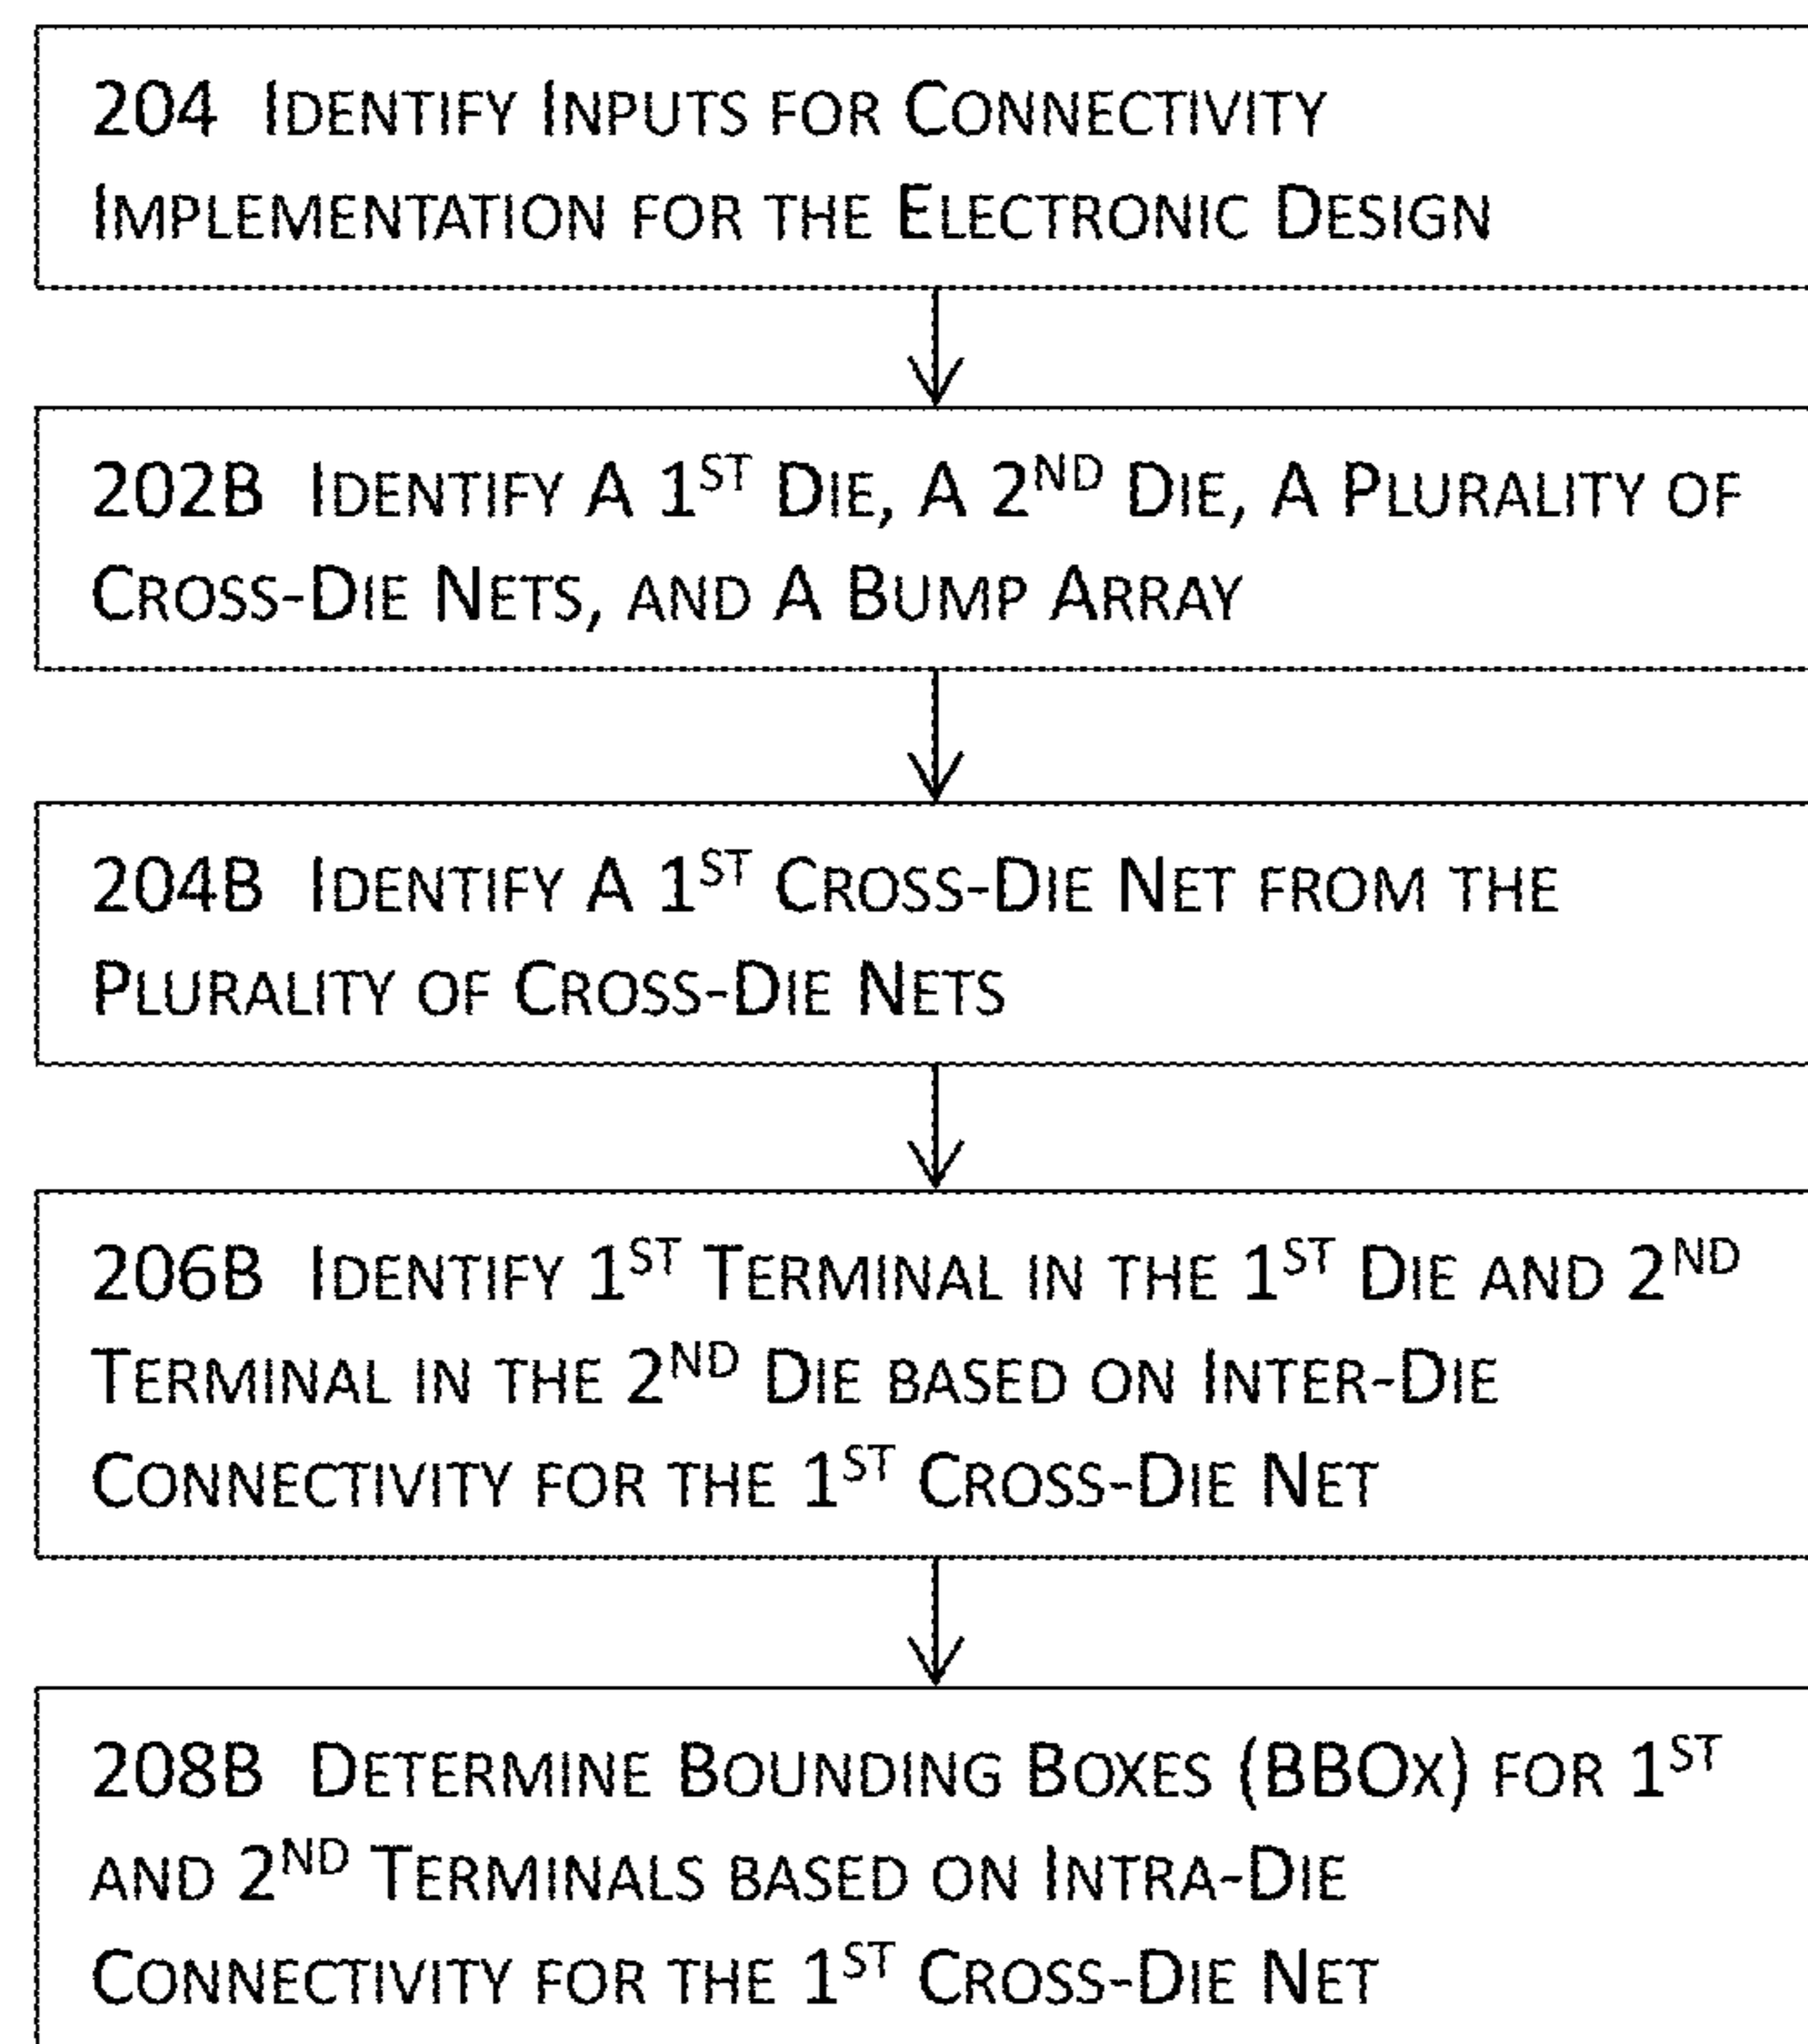 204 Identify Inputs for Connectivity
Implementation for the Electronic Design
202B Identify A 1st Die, A 2nd Die, A Plurality of
Cross-Die Nets, and A Bump Array
204B Identify A 1st Cross-Die Net from the
Plurality of Cross-Die Nets
206B Identify 1st Terminal in the 1st Die and 2nd
Terminal in the 2nd Die based on Inter-Die
Connectivity for the 1st Cross-Die Net
208B Determine Bounding Boxes (BBOx) for 1st
and 2nd Terminals based on Intra-Die
Connectivity for the 1st Cross-Die Net